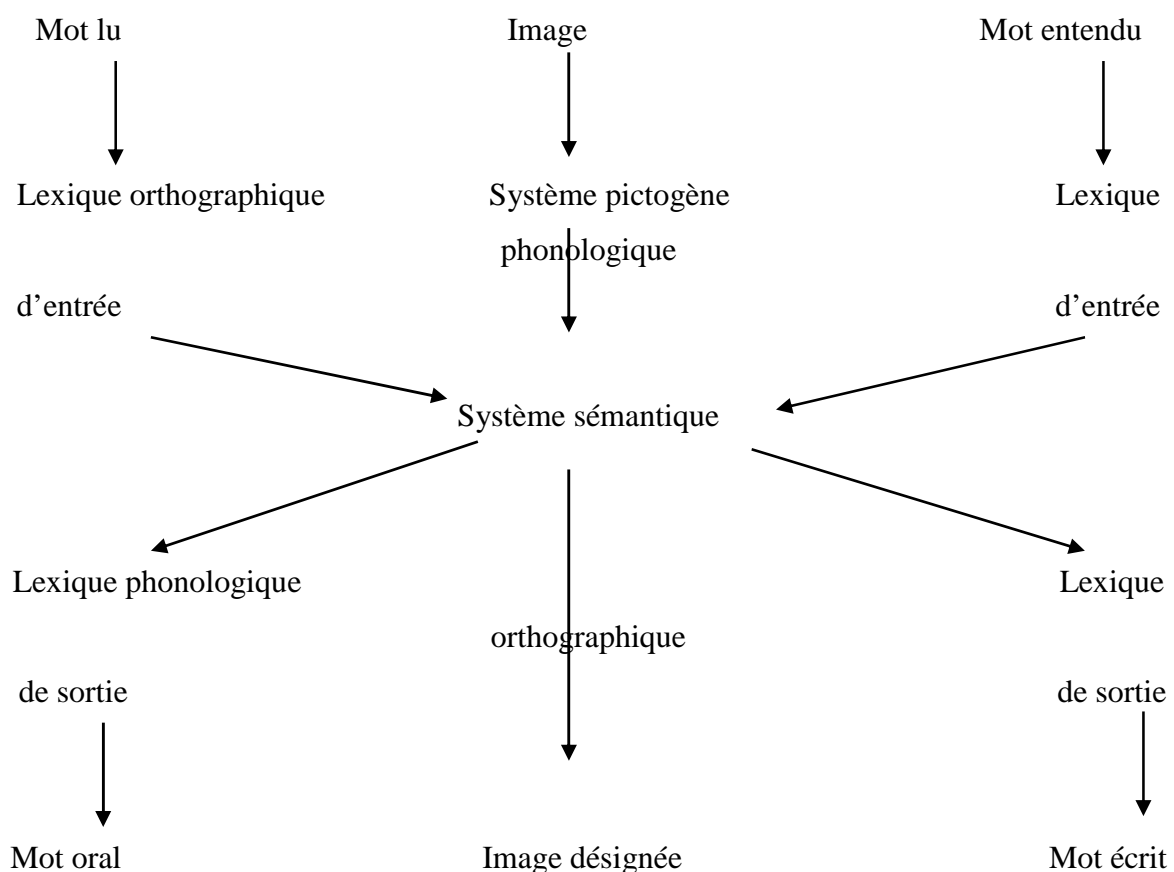 Mot lu Image Mot entendu
Lexique orthographique Système pictogène Lexique
phonologique
d’entrée d’entrée
Système sémantique
Lexique phonologique Lexique
orthographique
de sortie de sortie
Mot oral Image désignée Mot écrit